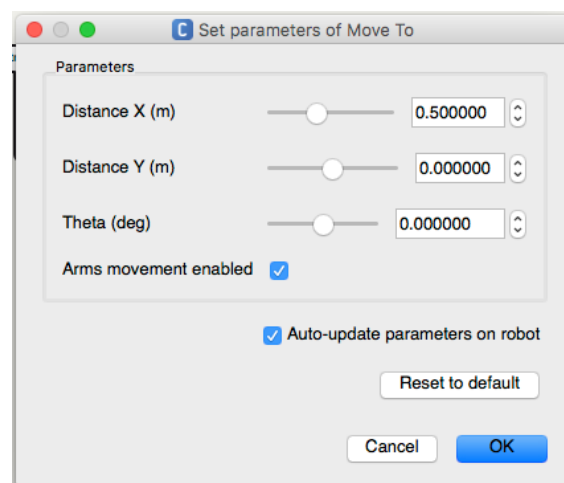 Set parameters of Move To
Parameters
Distance X (m) 0.500000
Distance Y (m) 0.000000
Theta (deg) 0.000000
Arms movement enabled
Auto-update parameters on robot
Reset to default
Cancel OK